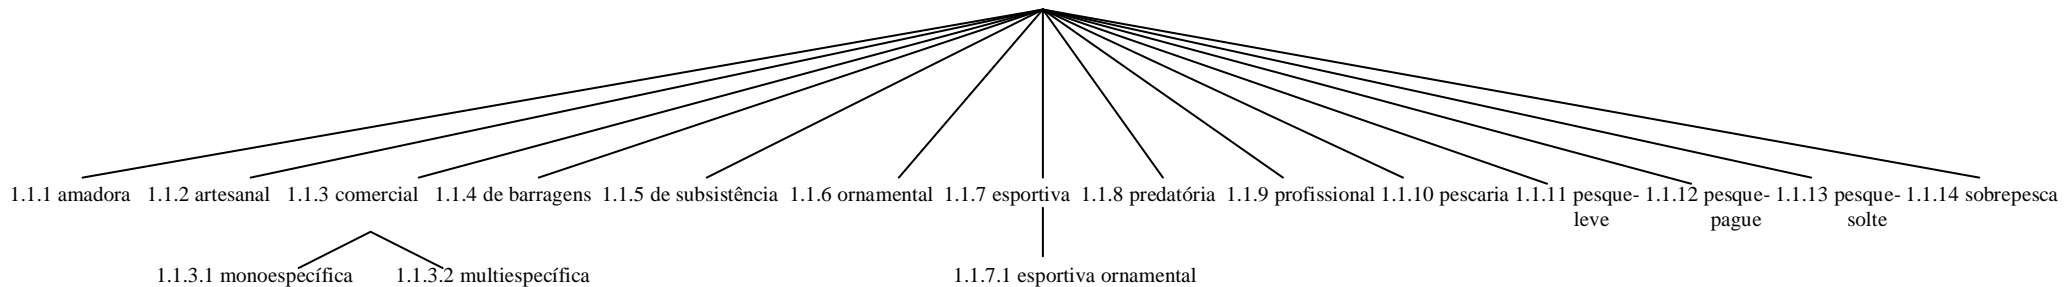 1.1.1 amadora 1.1.2 artesanal 1.1.3 comercial 1.1.4 de barragens 1.1.5 de subsistência 1.1.6 ornamental 1.1.7 esportiva 1.1.8 predatória 1.1.9 profissional 1.1.10 pescaria 1.1.11 pesque- 1.1.12 pesque- 1.1.13 pesque- 1.1.14 sobrepesca
leve pague solte
1.1.3.1 monoespecífica 1.1.3.2 multiespecífica 1.1.7.1 esportiva ornamental